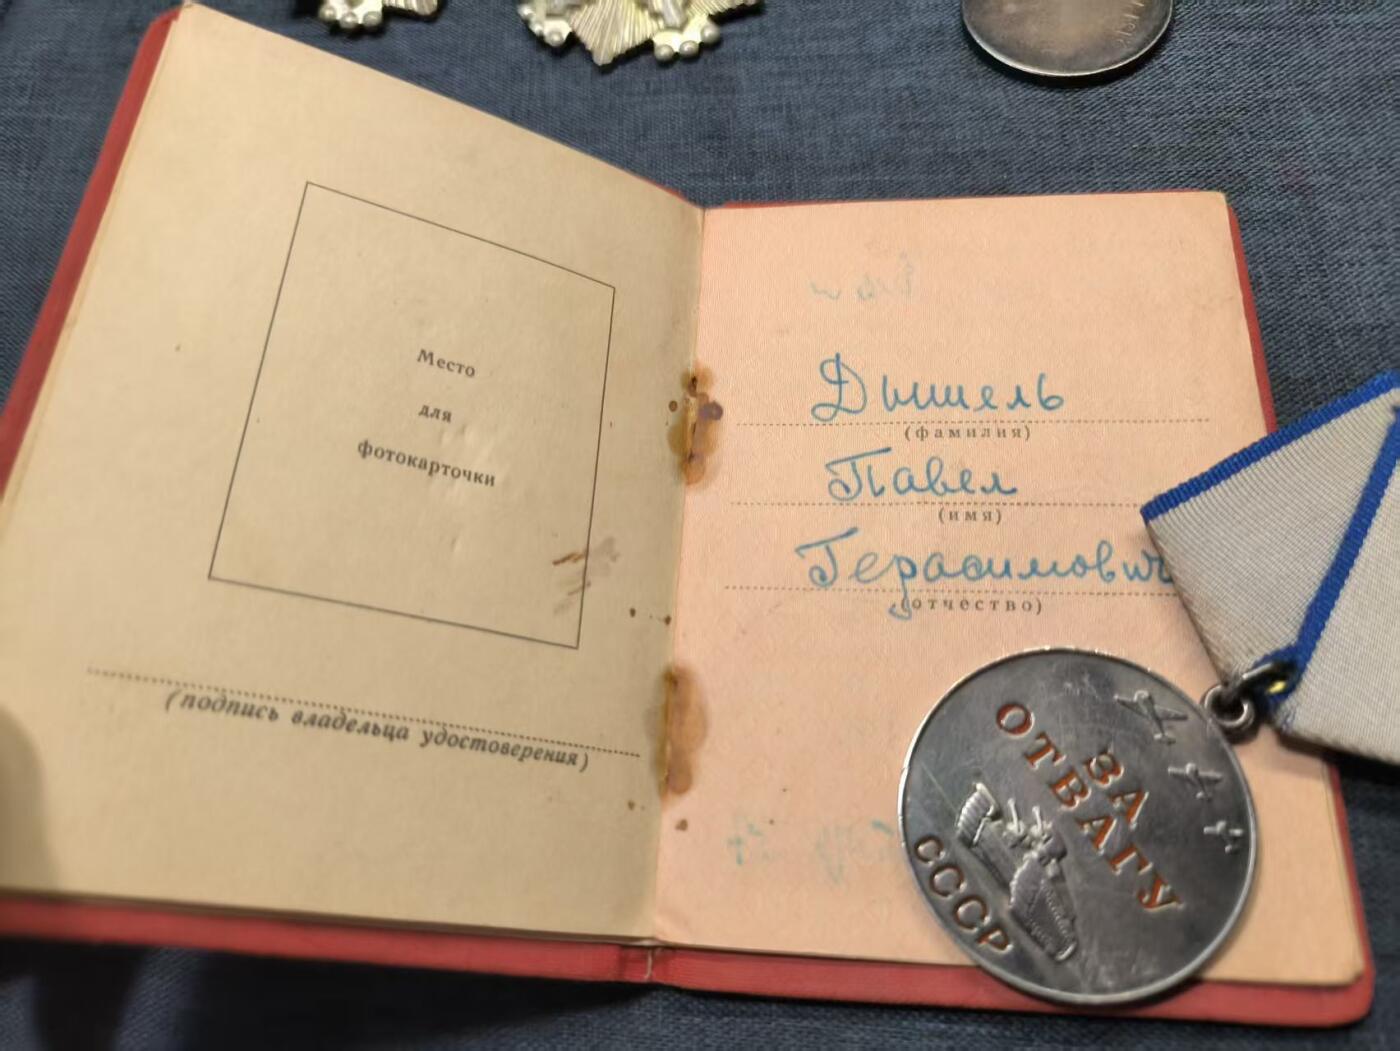 Место
для
фотокарточки
(подпись владельца удостоверения)
Дышель
(фамилия)
Павел
(имя)
Герасимович
(отчество)
ЗА
ОТВАГУ
СССР